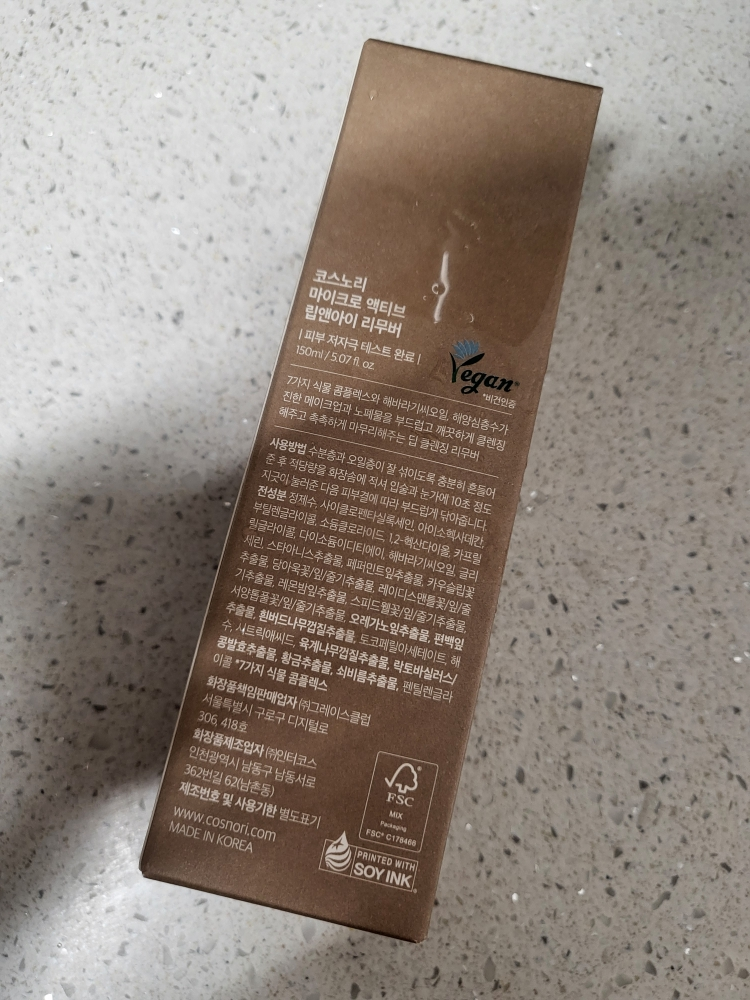 코스노리
마이크로 액티브
립앤아이 리무버
| 피부 저자극 테스트 완료 |
150ml / 5.07 fl. oz
Vegan®
*비건인증
7가지 식물 콤플렉스와 해바라기씨오일, 해양심층수가
진한 메이크업과 노폐물을 부드럽고 깨끗하게 클렌징
해주고 촉촉하게 마무리해주는 딥 클렌징 리무버
사용방법 수분층과 오일층이 잘 섞이도록 충분히 흔들어
준 후 적당량을 화장솜에 적셔 입술과 눈가에 10초 정도
지긋이 눌러준 다음 피부결에 따라 부드럽게 닦아줍니다.
전성분 정제수, 사이클로펜타실록세인, 아이소헥사데칸,
부틸렌글라이콜, 소듐클로라이드, 1,2-헥산다이올, 카프릴
릴글라이콜, 다이소듐이디티에이, 해바라기씨오일, 글리
세린, 스타아니스추출물, 페퍼민트잎추출물, 카우슬립꽃
추출물, 당아욱꽃/잎/줄기추출물, 레이디스맨틀꽃/잎/줄
기추출물, 레몬밤잎추출물, 스피드웰꽃/잎/줄기추출물,
서양톱풀꽃/잎/줄기추출물, 오레가노잎추출물, 편백잎
추출물, 흰버드나무껍질추출물, 토코페릴아세테이트, 해
수, 시트릭애씨드, 육계나무껍질추출물, 락토바실러스/
콩발효추출물, 황금추출물, 쇠비름추출물, 펜틸렌글라
이콜 *7가지 식물 콤플렉스
화장품책임판매업자 ㈜그레이스클럽
서울특별시 구로구 디지털로
306, 418호
화장품제조업자 ㈜인터코스
인천광역시 남동구 남동서로
362번길 62(남촌동)
제조번호 및 사용기한 별도표기
www.cosnori.com
MADE IN KOREA
FSC®
MIX
Packaging
FSC® C178468
PRINTED WITH
SOY INK®